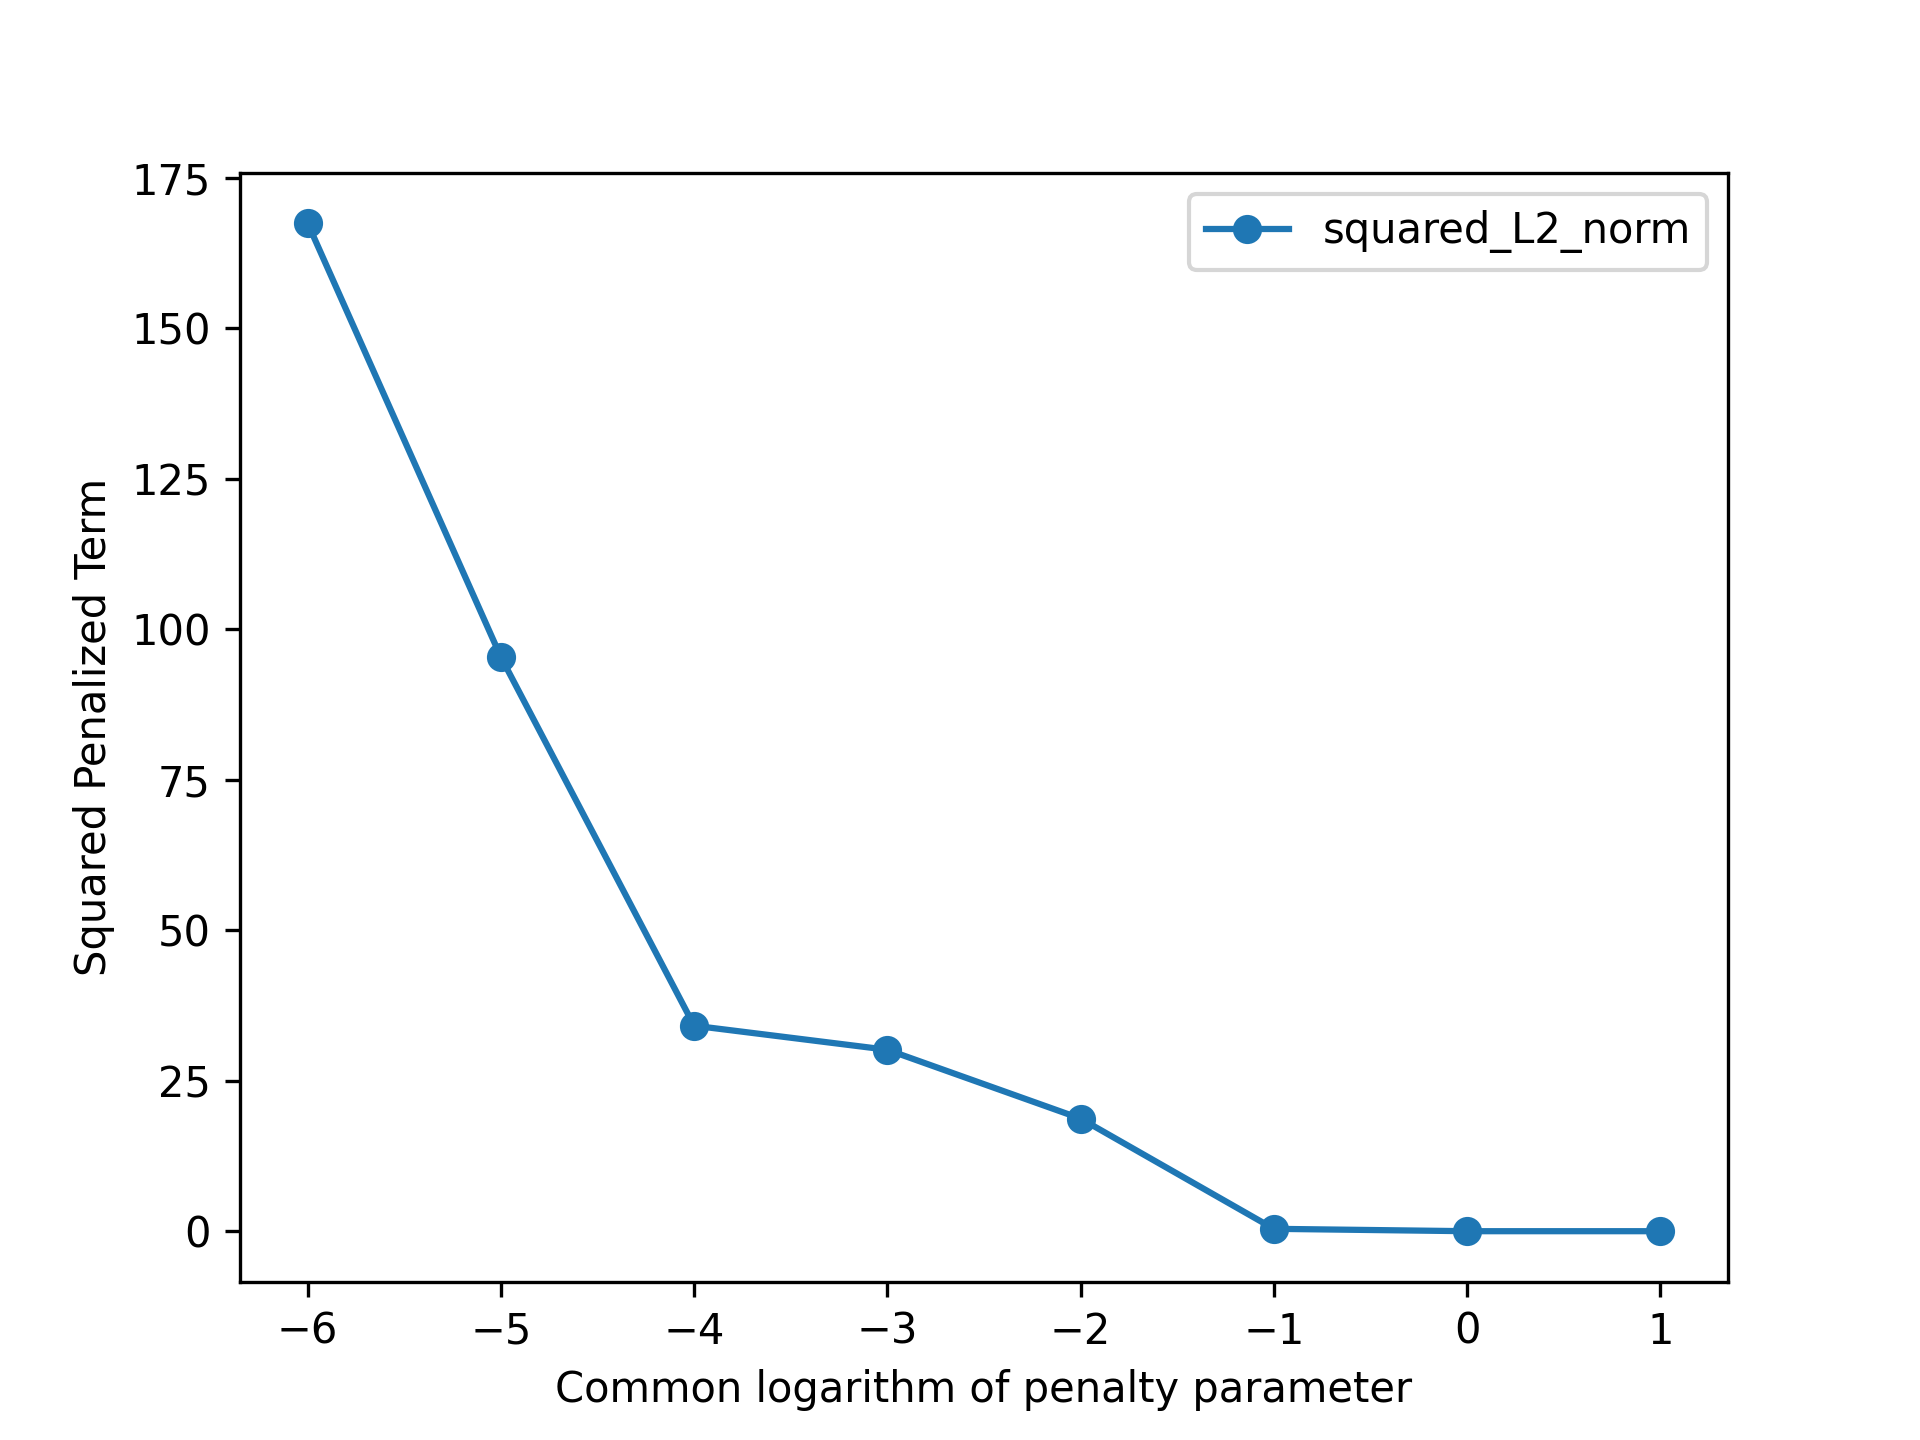 squared_L2_norm
Squared Penalized Term
175
150
125
100
75
50
25
0
−6 −5 −4 −3 −2 −1 0 1
Common logarithm of penalty parameter